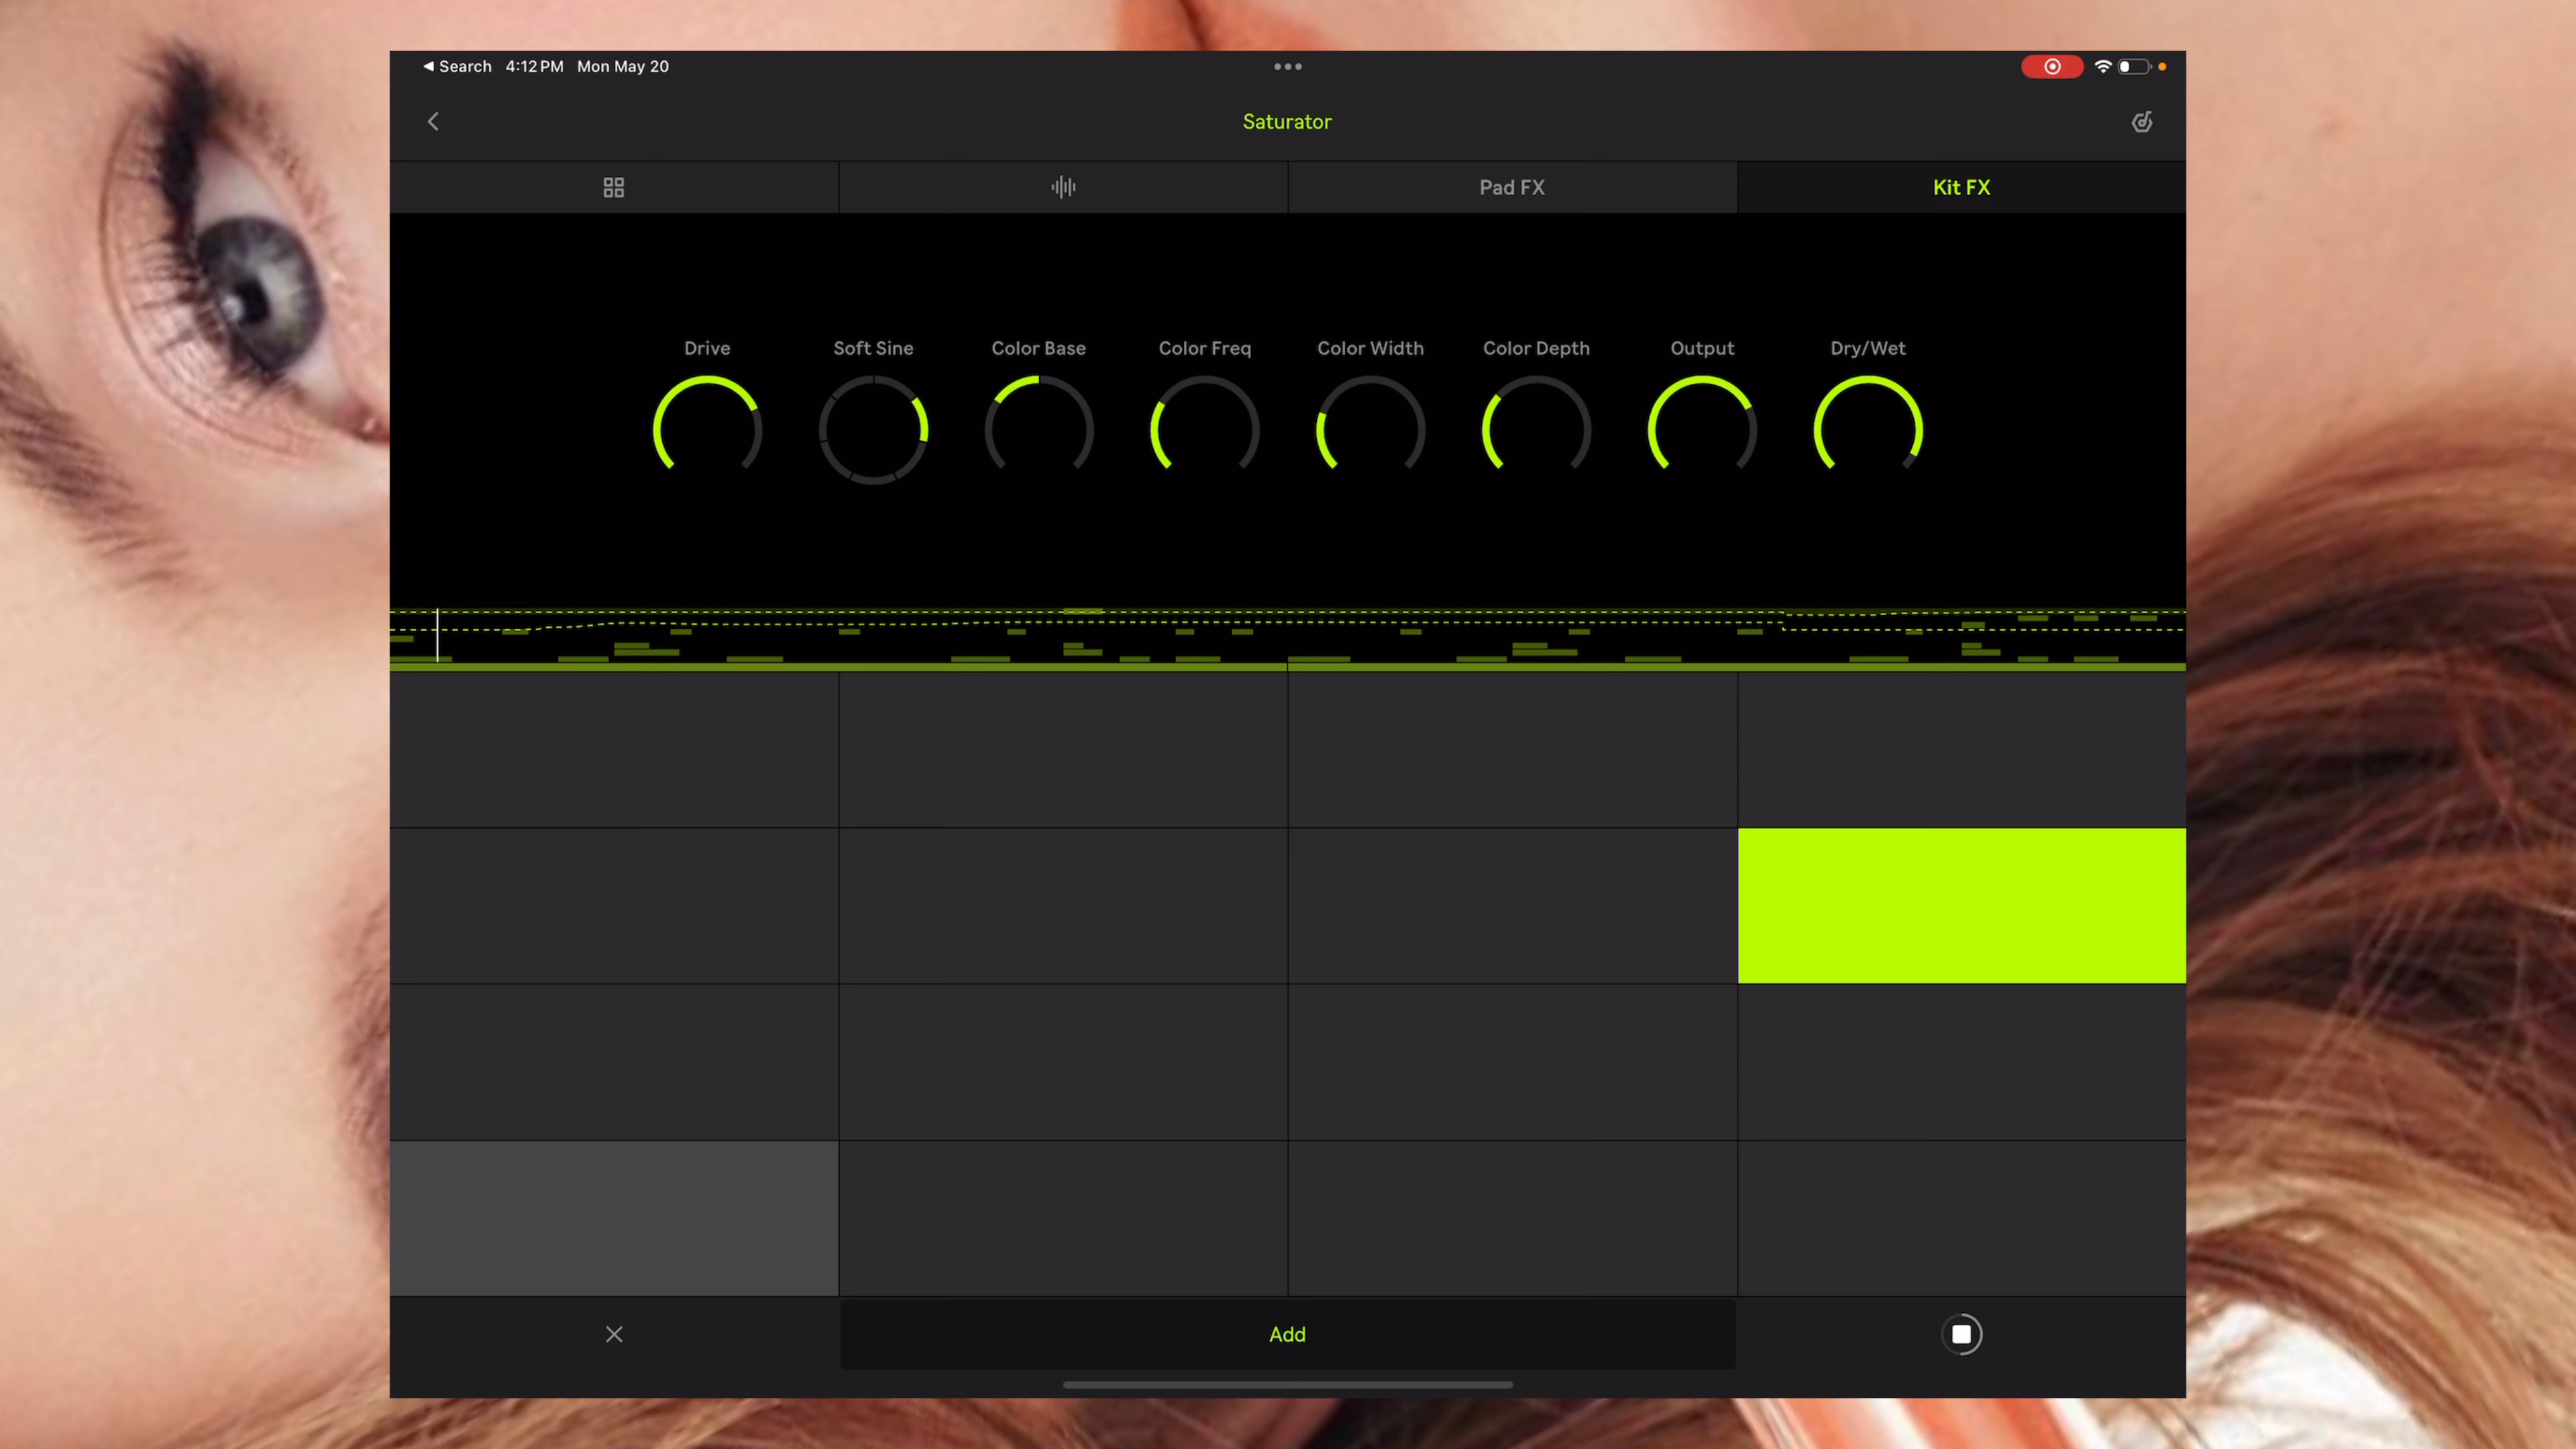 Search 4:12 PM Mon May 20
Saturator
Pad FX Kit FX
Drive Soft Sine Color Base Color Freq Color Width Color Depth Output Dry/Wet
Add